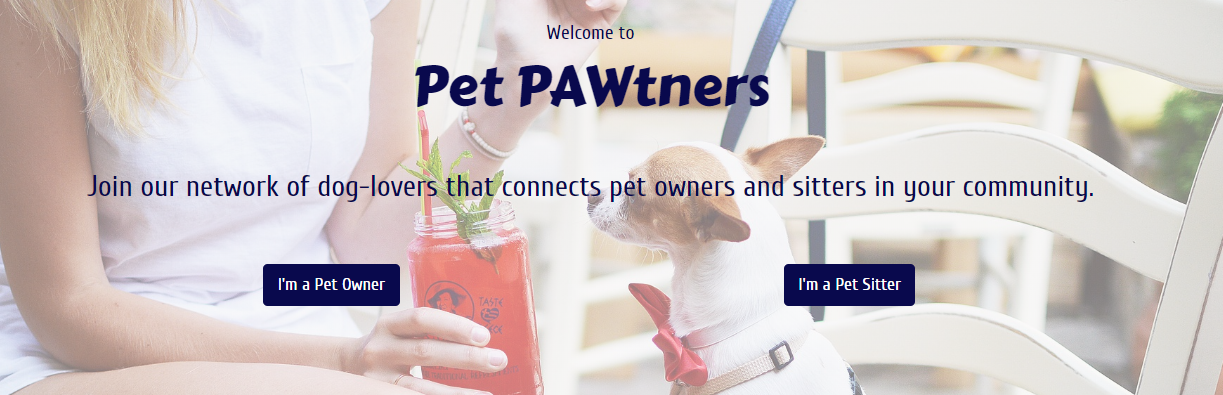 Welcome to
Pet PAWtners
Join our network of dog-lovers that connects pet owners and sitters in your community.
I'm a Pet Owner
I'm a Pet Sitter
TASTE